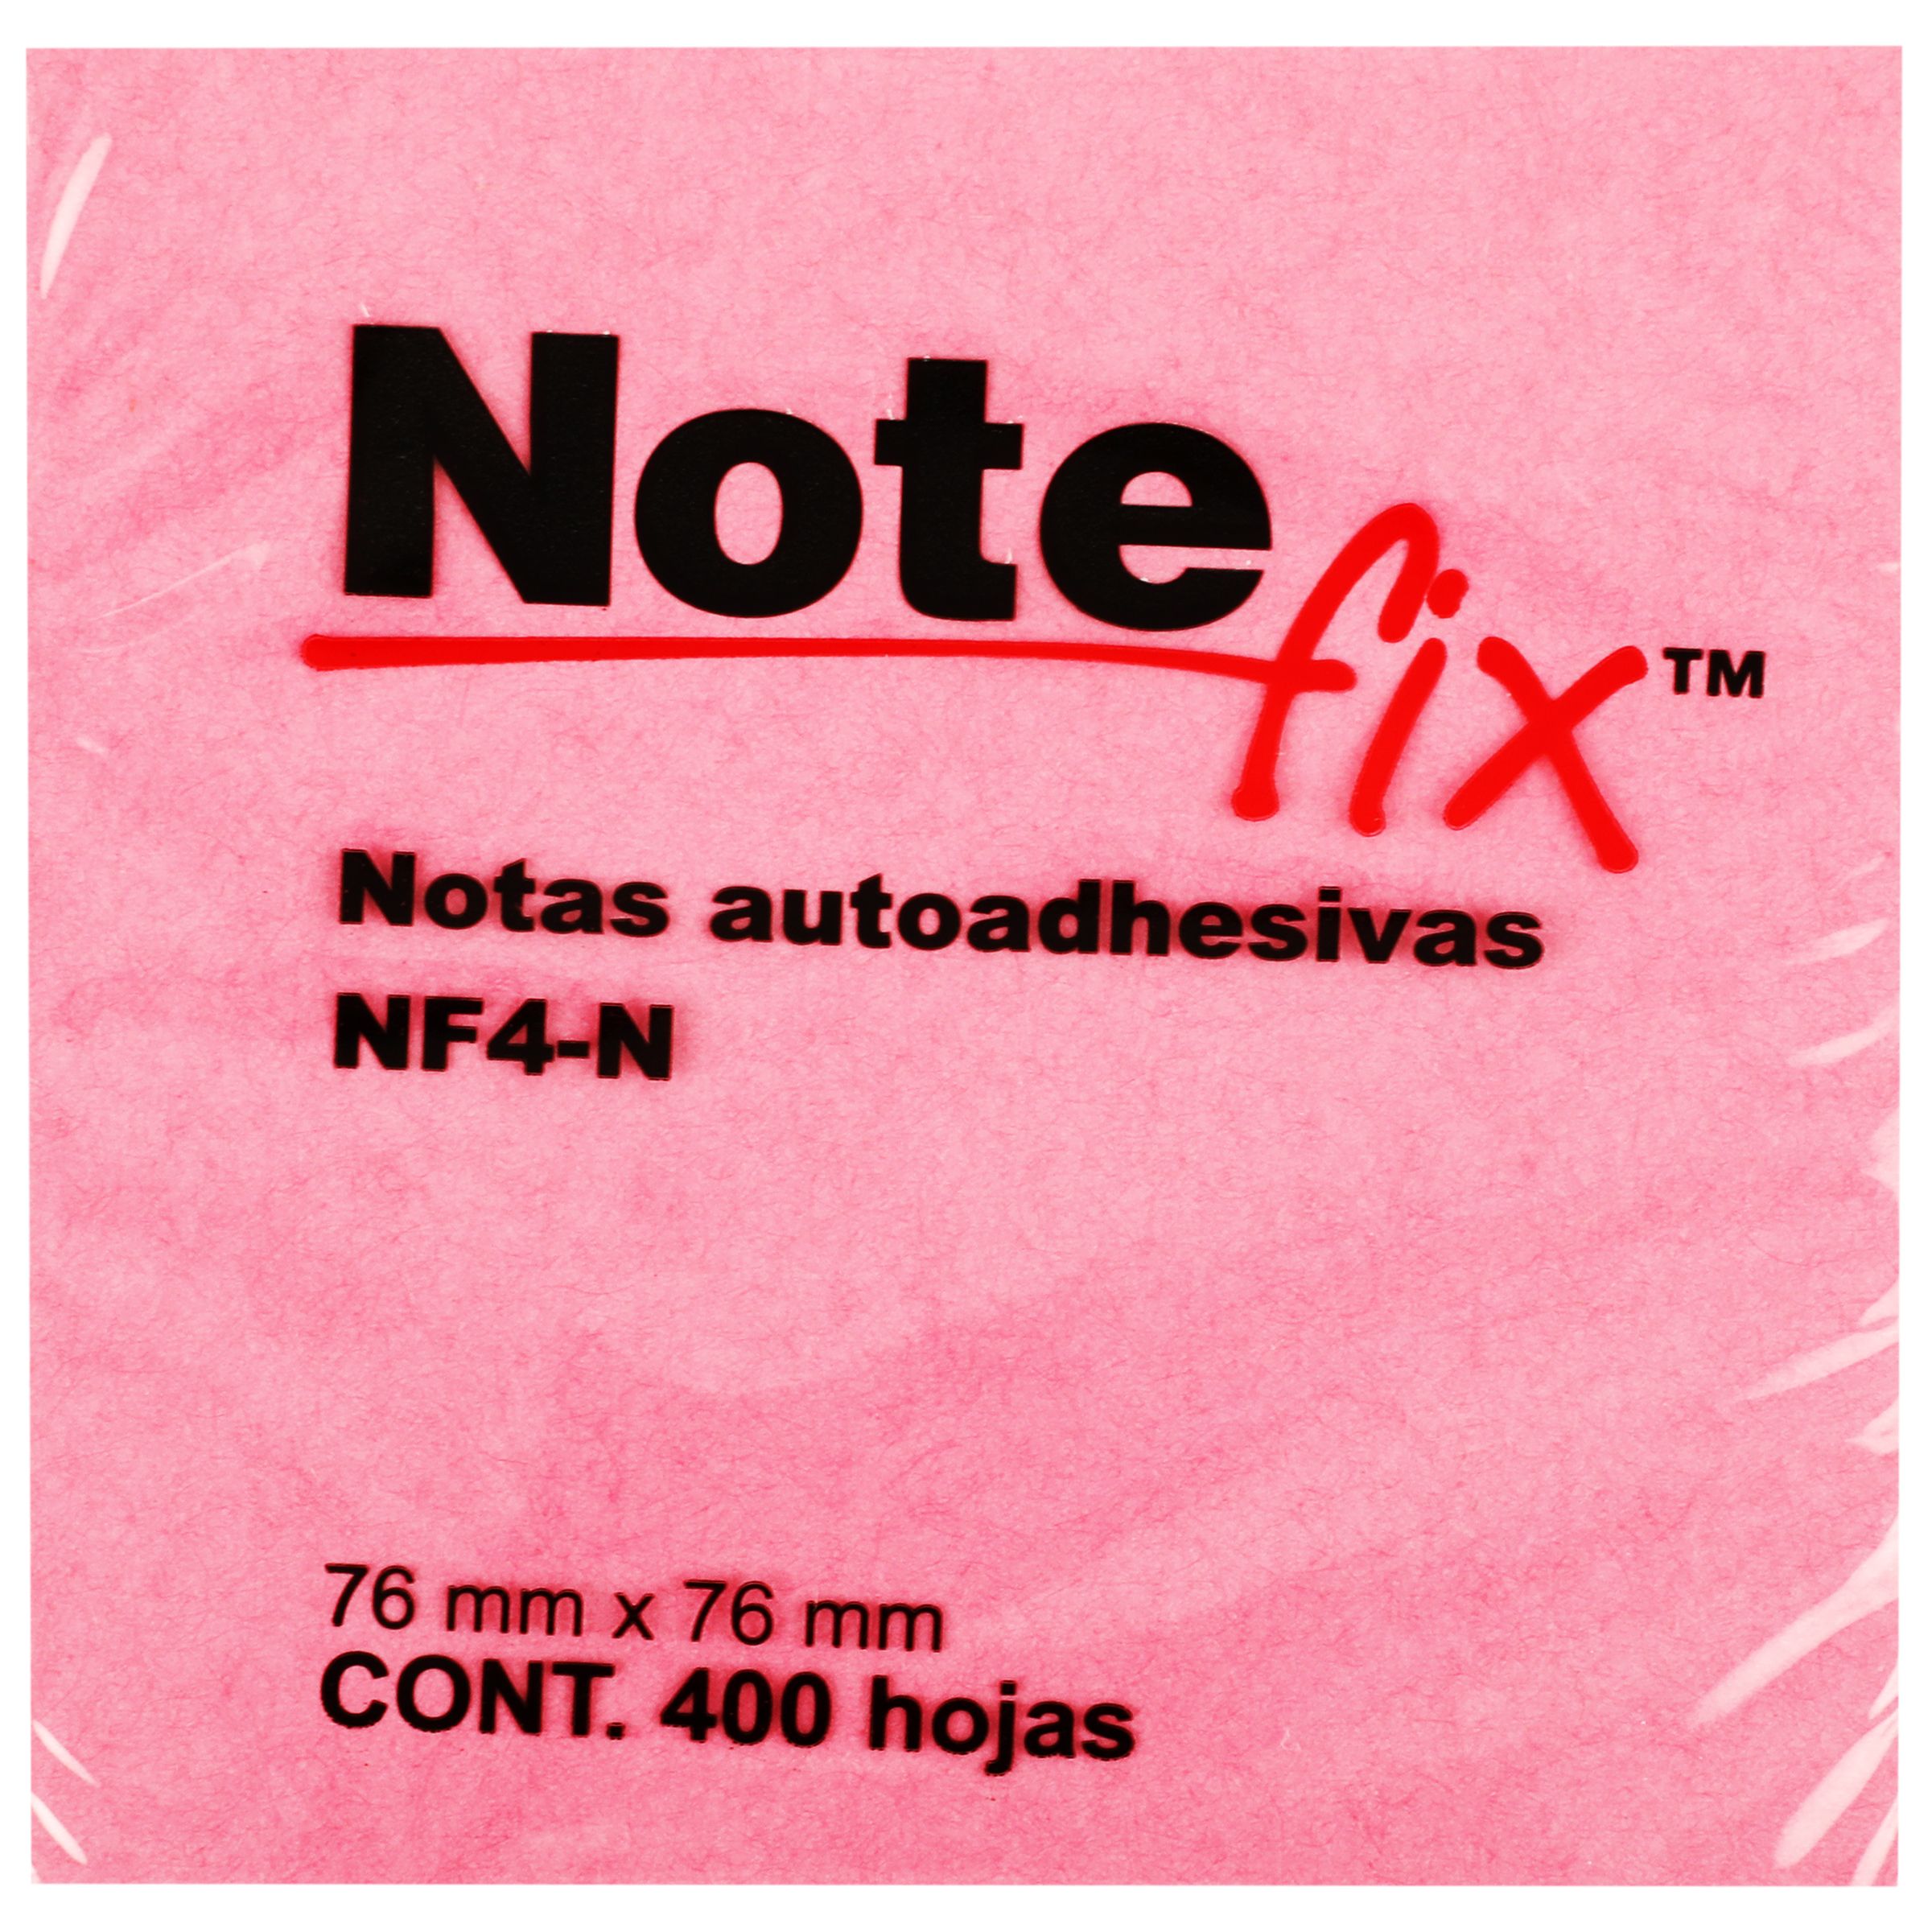 Note fix™
Notas autoadhesivas
NF4-N
76 mm x 76 mm
CONT. 400 hojas